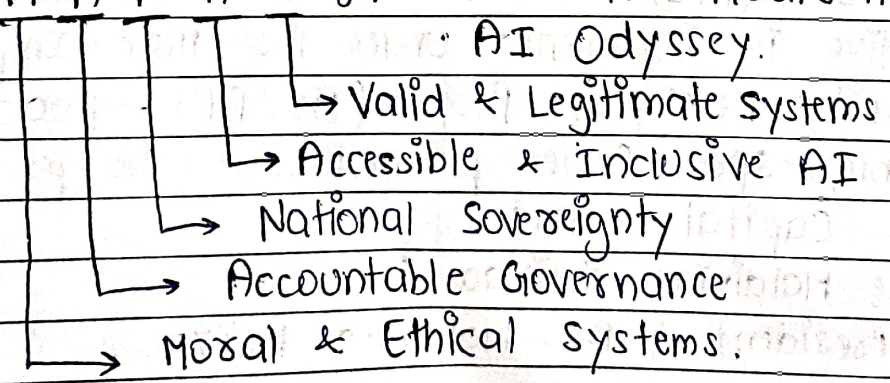 · AI Odyssey.
Valid & Legitimate systems
Accessible & Inclusive AI
National Sovereignty
Accountable Governance
Moral & Ethical systems.